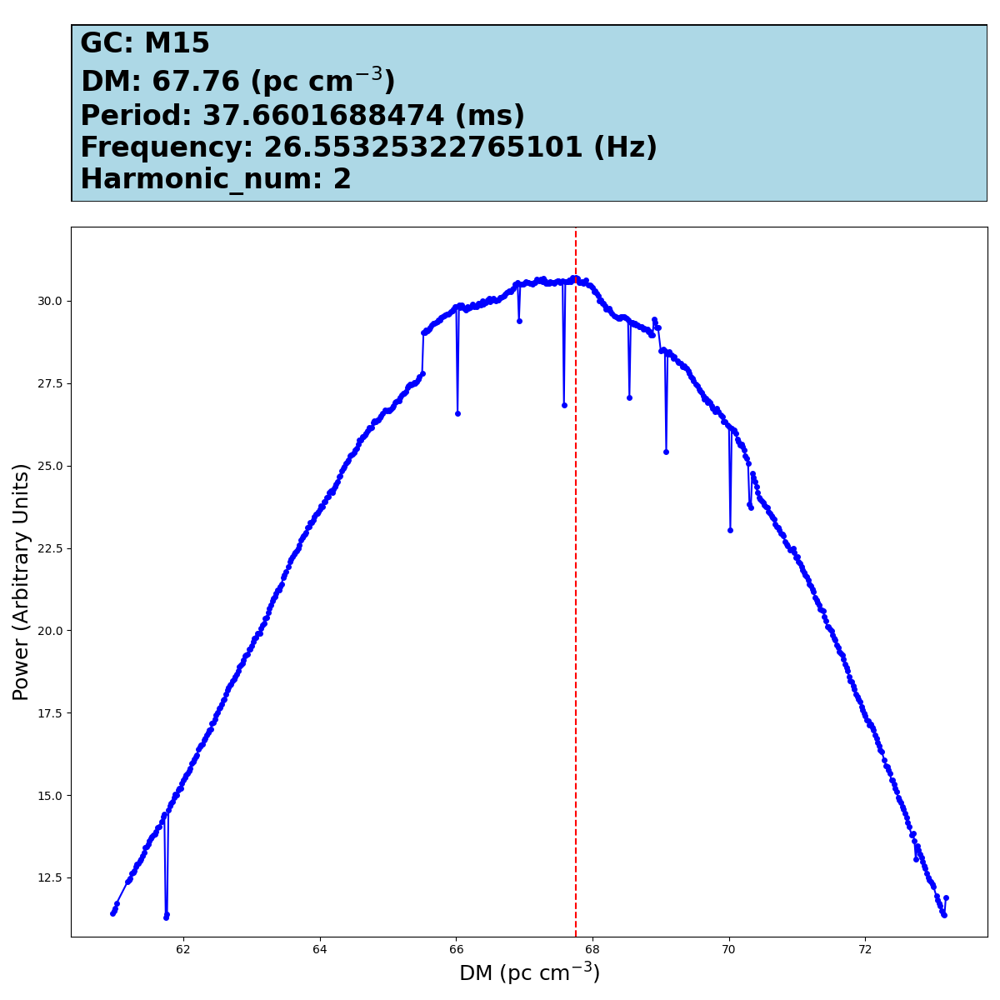 GC: M15
DM: 67.76 (pc cm⁻³)
Period: 37.6601688474 (ms)
Frequency: 26.55325322765101 (Hz)
Harmonic_num: 2
30.0
27.5
25.0
22.5
20.0
17.5
15.0
12.5
Power (Arbitrary Units)
62 64 66 68 70 72
DM (pc cm⁻³)